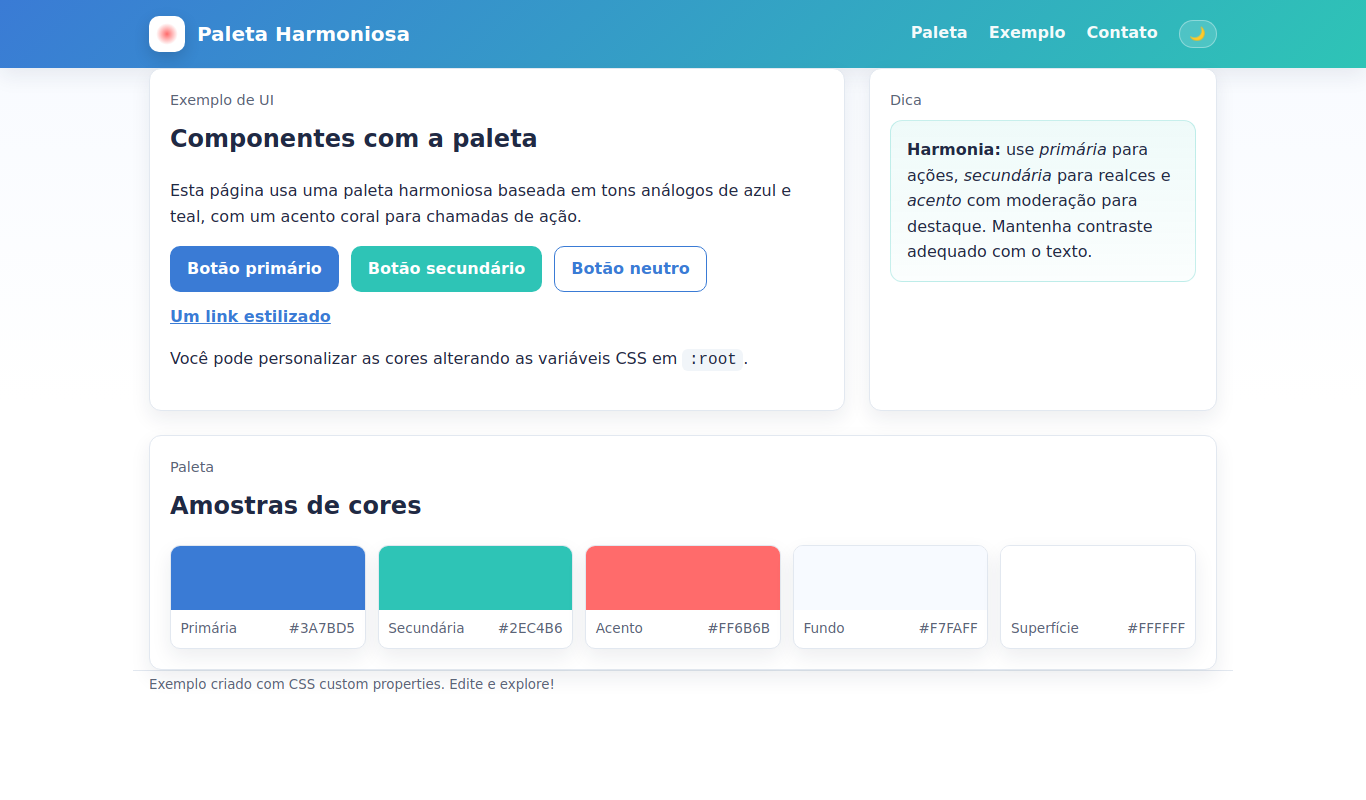 Paleta Harmoniosa
Paleta Exemplo Contato
Exemplo de UI
Componentes com a paleta
Esta página usa uma paleta harmoniosa baseada em tons análogos de azul e
teal, com um acento coral para chamadas de ação.
Botão primário Botão secundário Botão neutro
Um link estilizado
Você pode personalizar as cores alterando as variáveis CSS em :root.
Dica
Harmonia: use primária para
ações, secundária para realces e
acento com moderação para
destaque. Mantenha contraste
adequado com o texto.
Paleta
Amostras de cores
Primária #3A7BD5
Secundária #2EC4B6
Acento #FF6B6B
Fundo #F7FAFF
Superfície #FFFFFF
Exemplo criado com CSS custom properties. Edite e explore!